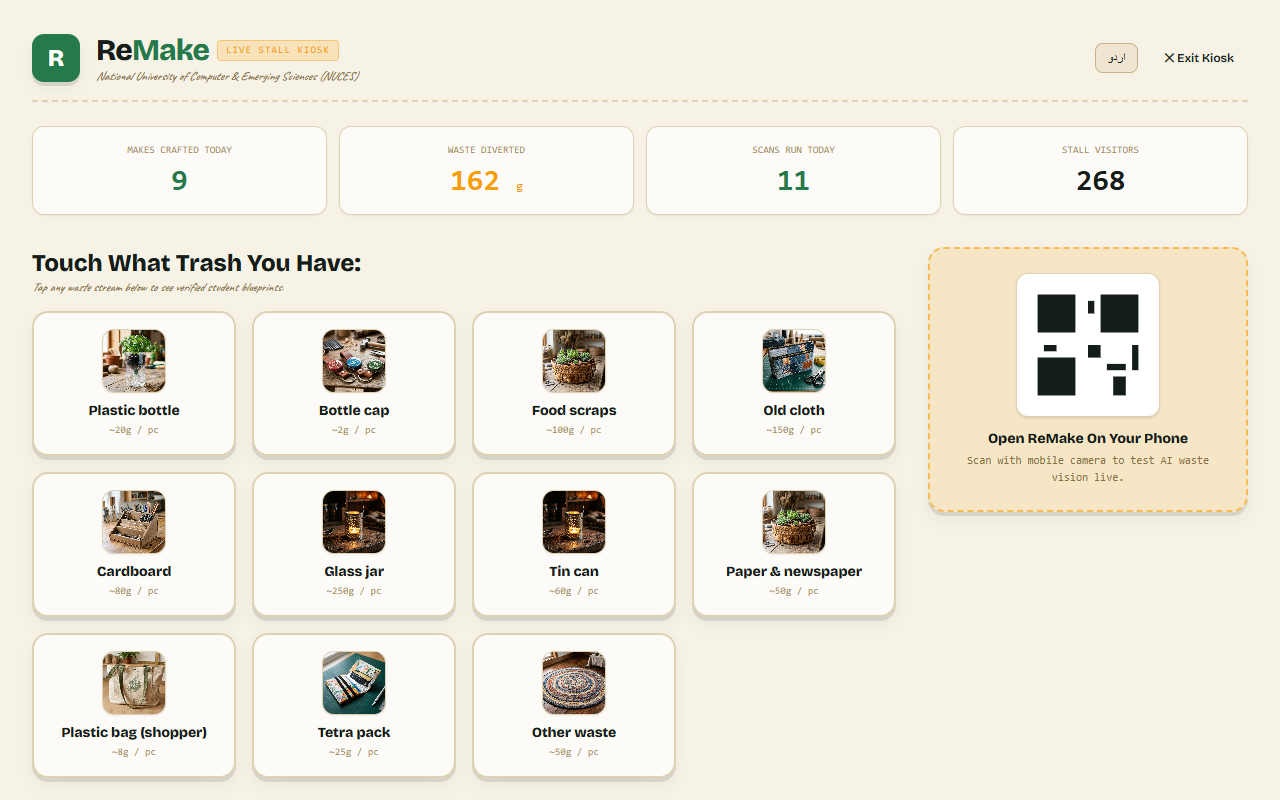 R
ReMake
LIVE STALL KIOSK
National University of Computer & Emerging Sciences (NUCES)
اردو
Exit Kiosk
MAKES CRAFTED TODAY
9
WASTE DIVERTED
162 g
SCANS RUN TODAY
11
STALL VISITORS
268
Touch What Trash You Have:
Tap any waste stream below to see verified student blueprints.
Plastic bottle
~20g / pc
Bottle cap
~2g / pc
Food scraps
~100g / pc
Old cloth
~150g / pc
Cardboard
~80g / pc
Glass jar
~250g / pc
Tin can
~60g / pc
Paper & newspaper
~50g / pc
Plastic bag (shopper)
~8g / pc
Tetra pack
~25g / pc
Other waste
~50g / pc
Open ReMake On Your Phone
Scan with mobile camera to test AI waste
vision live.